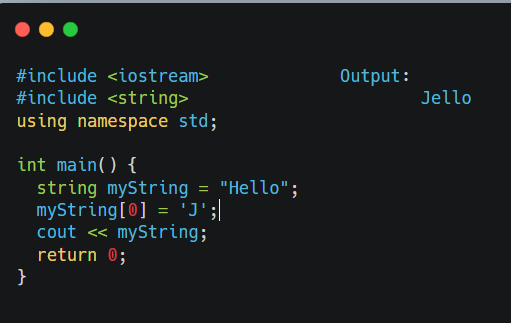 #include <iostream> Output:
#include <string> Jello
using namespace std;
int main() {
string myString = "Hello";
myString[0] = 'J';
cout << myString;
return 0;
}